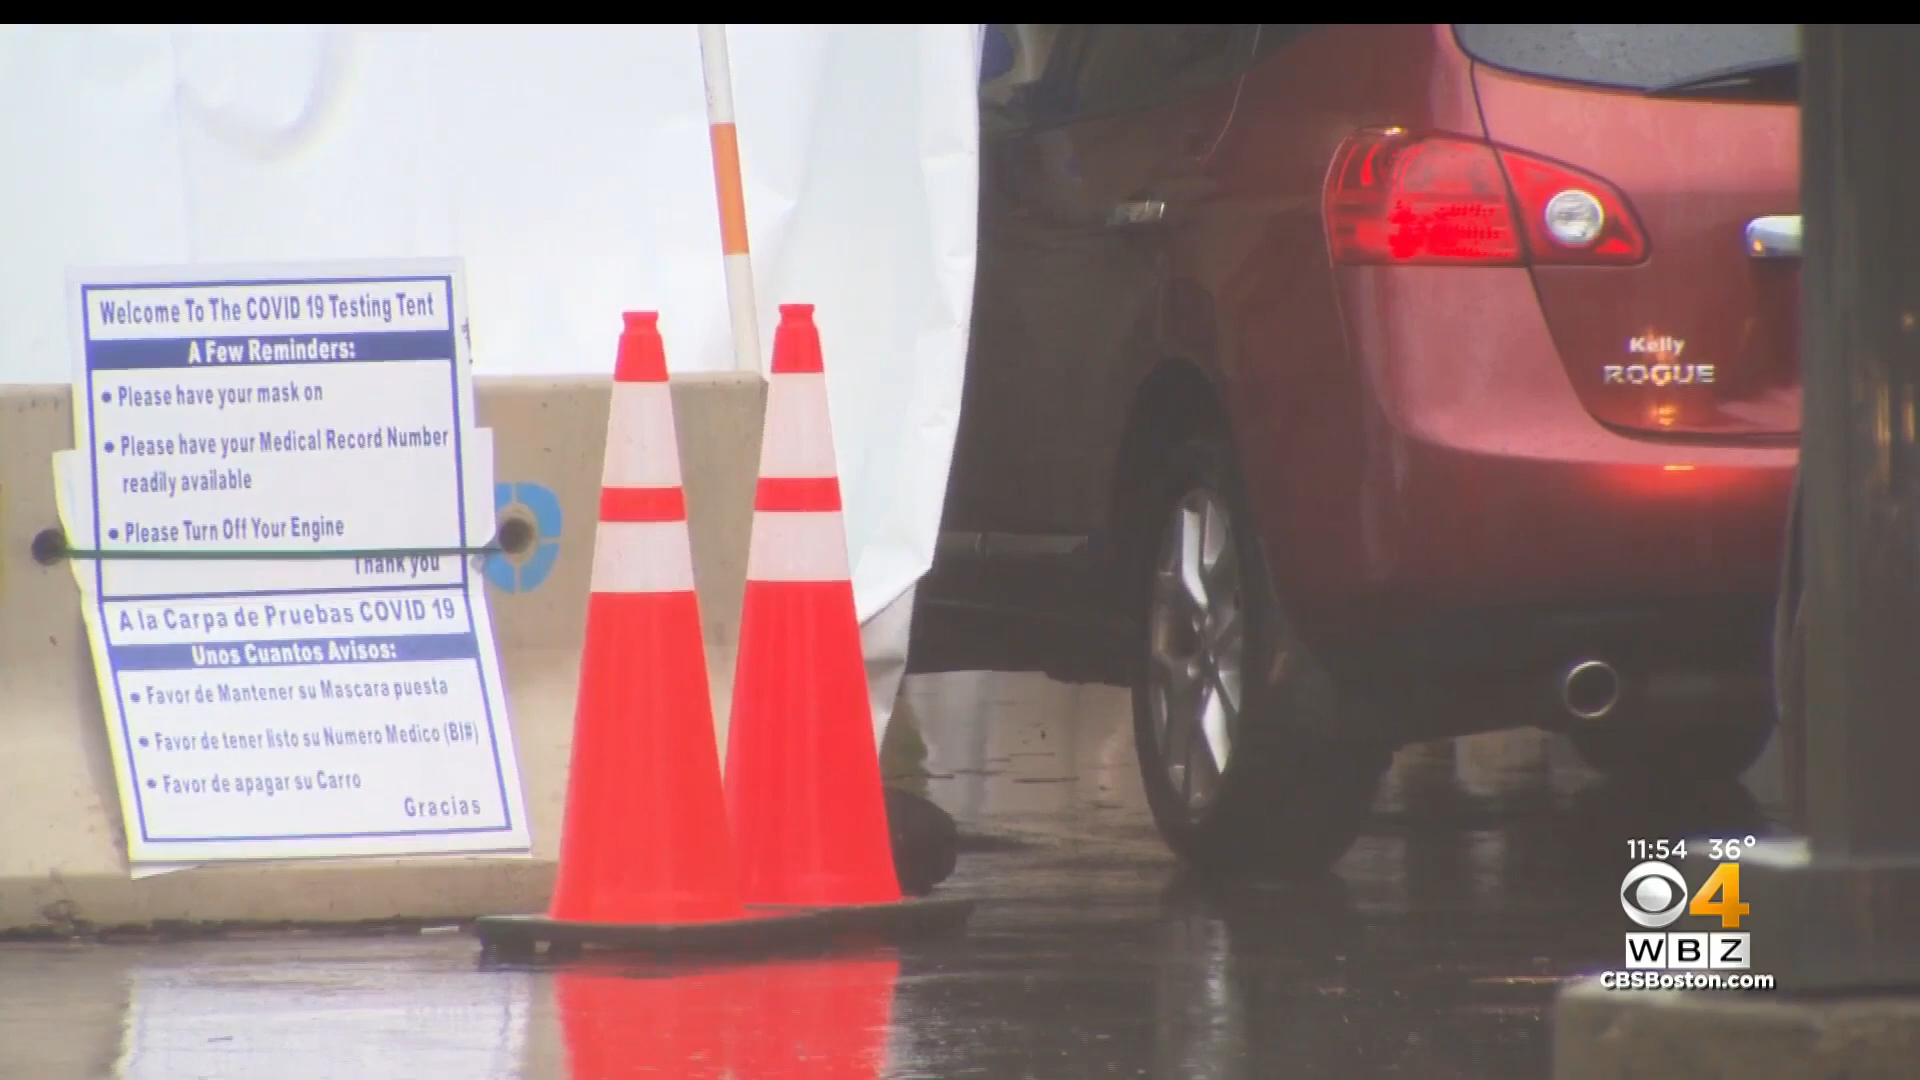 Welcome To The COVID 19 Testing Tent
A Few Reminders:
• Please have your mask on
• Please have your Medical Record Number
readily available
• Please Turn Off Your Engine
Thank you
A la Carpa de Pruebas COVID 19
Unos Cuantos Avisos:
• Favor de Mantener su Mascara puesta
• Favor de tener listo su Numero Medico (BI#)
• Favor de apagar su Carro
Gracias
Kelly
ROGUE
11:54 36°
4
WBZ
CBSBoston.com